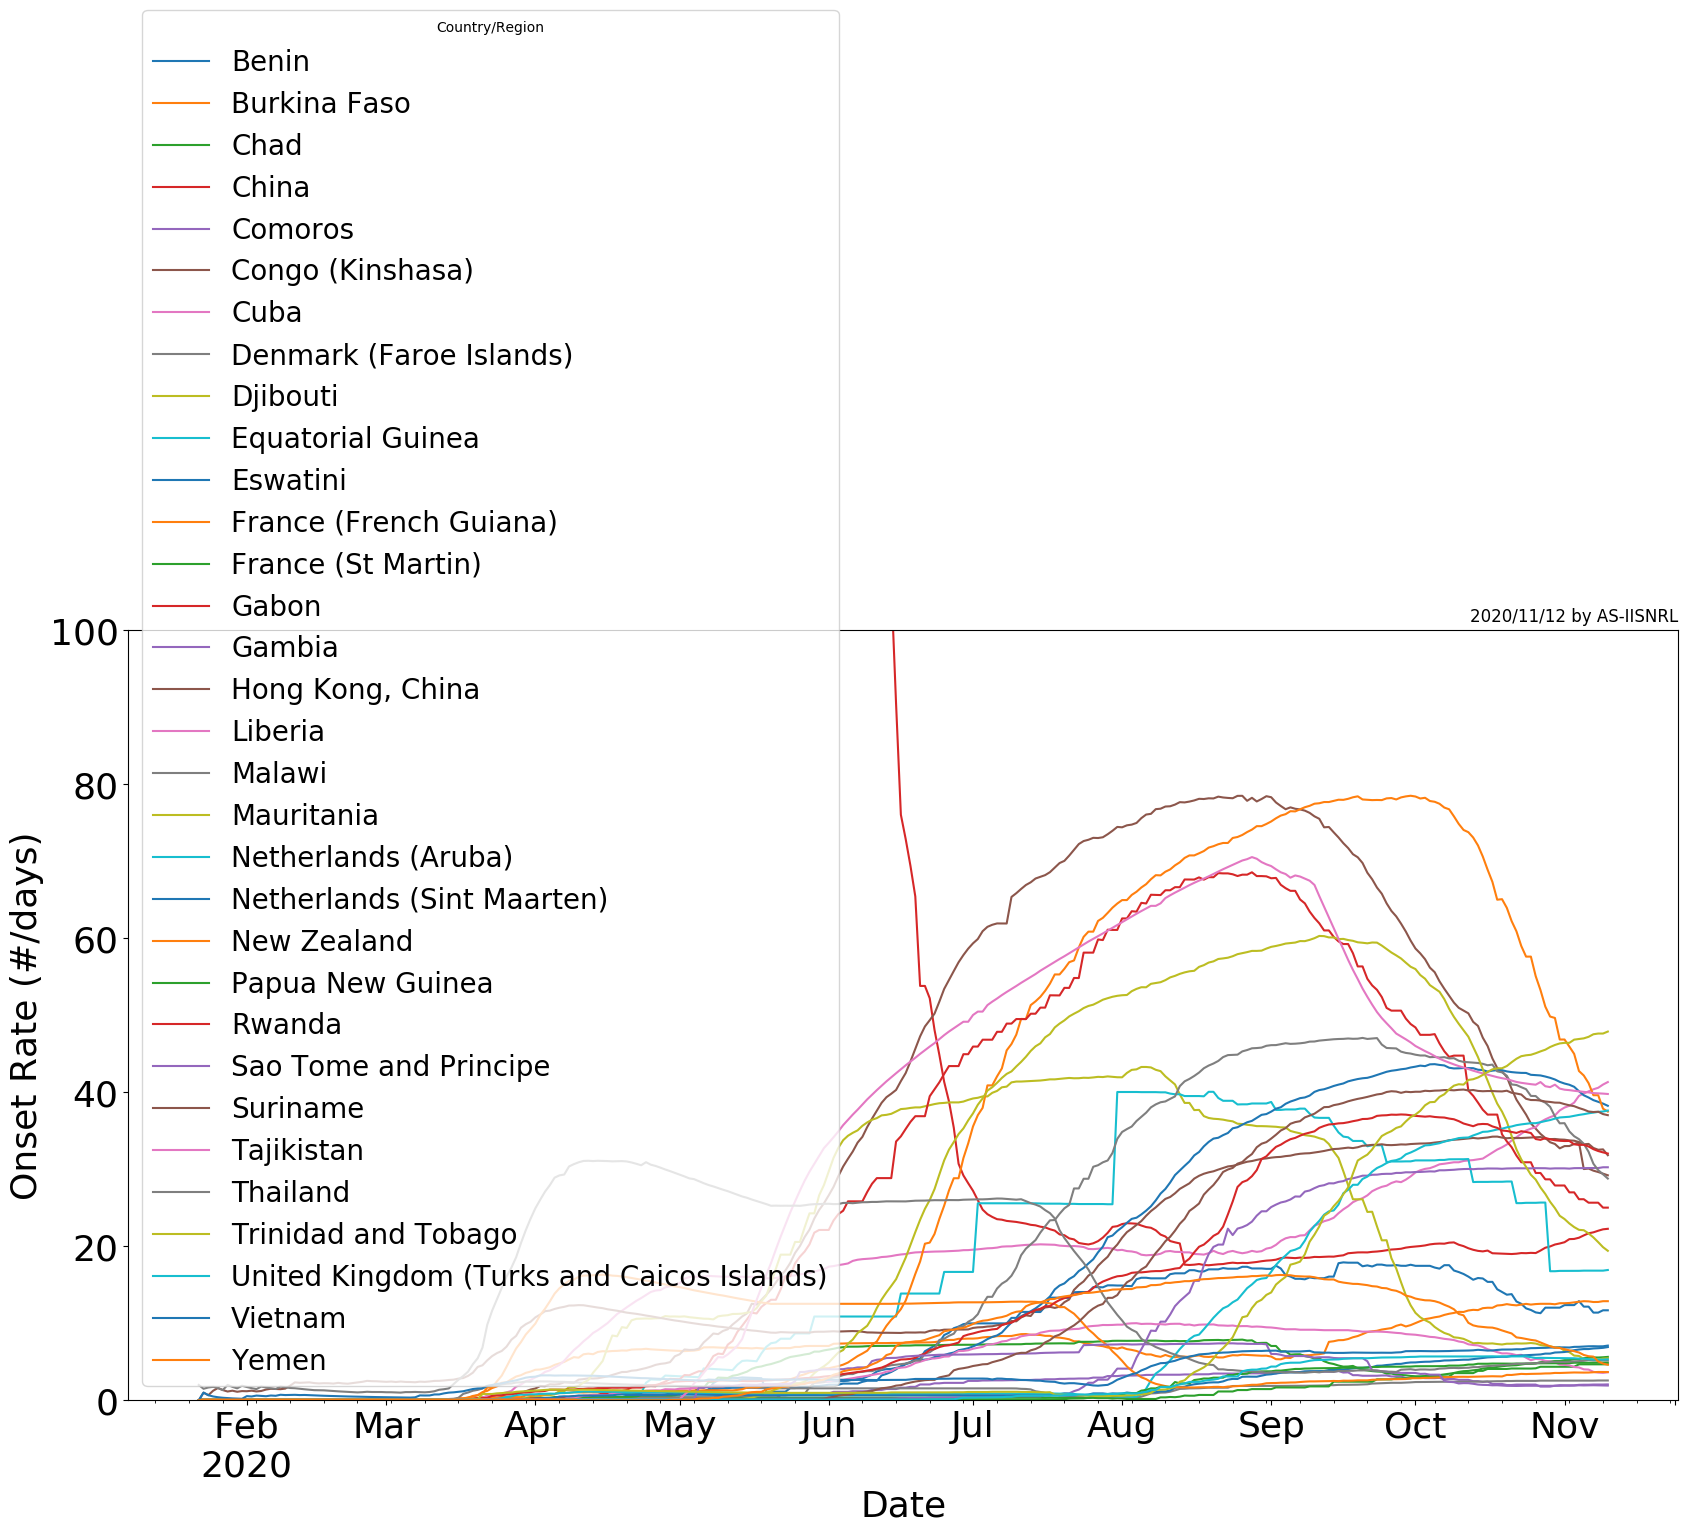 Country/Region
Benin
Burkina Faso
Chad
China
Comoros
Congo (Kinshasa)
Cuba
Denmark (Faroe Islands)
Djibouti
Equatorial Guinea
Eswatini
France (French Guiana)
France (St Martin)
Gabon
Gambia
Hong Kong, China
Liberia
Malawi
Mauritania
Netherlands (Aruba)
Netherlands (Sint Maarten)
New Zealand
Papua New Guinea
Rwanda
Sao Tome and Principe
Suriname
Tajikistan
Thailand
Trinidad and Tobago
United Kingdom (Turks and Caicos Islands)
Vietnam
Yemen
2020/11/12 by AS-IISNRL
100
80
60
40
20
0
Onset Rate (#/days)
Feb Mar Apr May Jun Jul Aug Sep Oct Nov
2020
Date